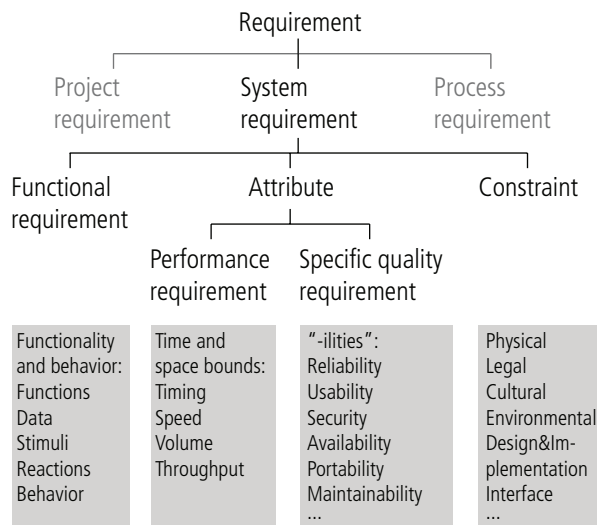 Requirement
Project
requirement
System
requirement
Process
requirement
Functional
requirement
Attribute
Constraint
Performance
requirement
Specific quality
requirement
Functionality
and behavior:
Functions
Data
Stimuli
Reactions
Behavior
Time and
space bounds:
Timing
Speed
Volume
Throughput
“-ilities”:
Reliability
Usability
Security
Availability
Portability
Maintainability
...
Physical
Legal
Cultural
Environmental
Design&Im-
plementation
Interface
...